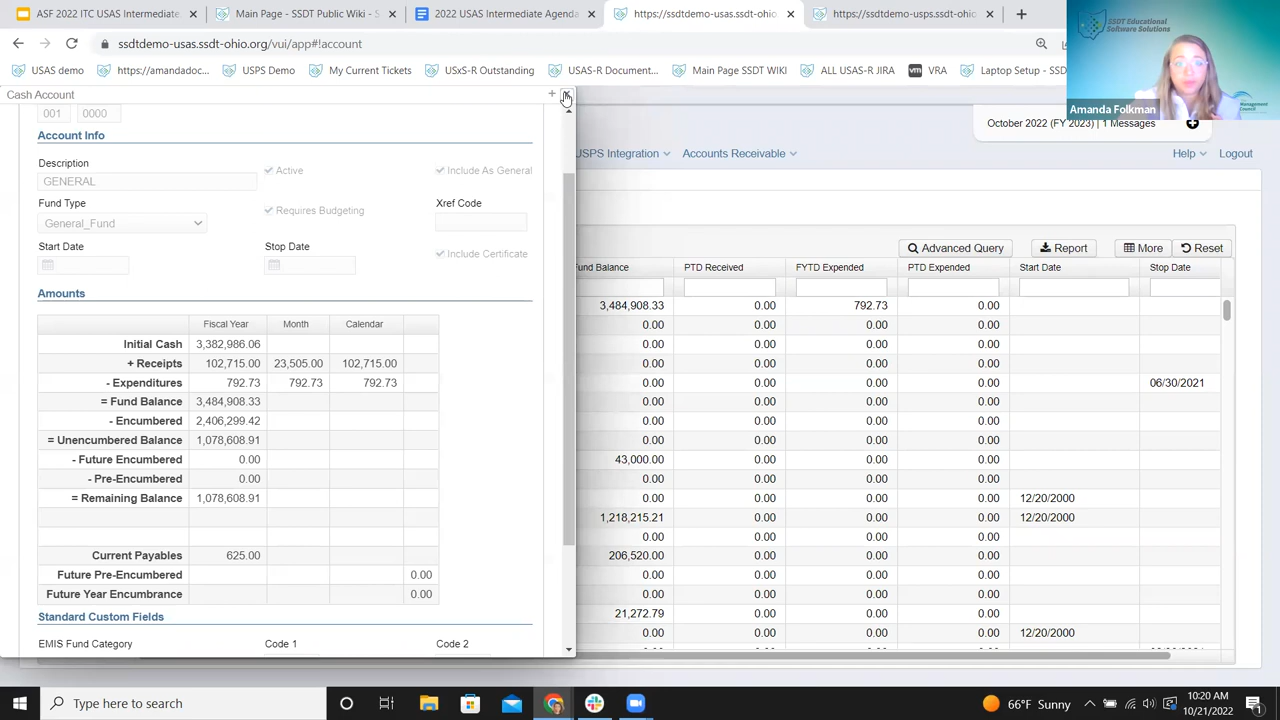 ASF 2022 ITC USAS Intermediate
Main Page - SSDT Public Wiki - S
2022 USAS Intermediate Agenda
https://ssdtdemo-usas.ssdt-ohio.
https://ssdtdemo-usps.ssdt-ohio.
ssdtdemo-usas.ssdt-ohio.org/vui/app#!account
USAS demo
https://amandadoc...
USPS Demo
My Current Tickets
USxS-R Outstanding
USAS-R Document...
Main Page SSDT WIKI
ALL USAS-R JIRA
vm VRA
Laptop Setup - SSD
SSDT Educational
Software Solutions
Management
Council
Amanda Folkman
Cash Account
October 2022 (FY 2023) | 1 Messages
USPS Integration
Accounts Receivable
Help
Logout
001 0000
Account Info
Description
GENERAL
Active
Include As General
Fund Type
General_Fund
Requires Budgeting
Xref Code
Start Date
Stop Date
Include Certificate
Amounts
Fiscal Year Month Calendar
Initial Cash 3,382,986.06
+ Receipts 102,715.00 23,505.00 102,715.00
- Expenditures 792.73 792.73 792.73
= Fund Balance 3,484,908.33
- Encumbered 2,406,299.42
= Unencumbered Balance 1,078,608.91
- Future Encumbered 0.00
- Pre-Encumbered 0.00
= Remaining Balance 1,078,608.91
Current Payables 625.00
Future Pre-Encumbered 0.00
Future Year Encumbrance 0.00
Standard Custom Fields
EMIS Fund Category Code 1 Code 2
Advanced Query Report More Reset
Fund Balance PTD Received FYTD Expended PTD Expended Start Date Stop Date
3,484,908.33 0.00 792.73 0.00
0.00 0.00 0.00 0.00
0.00 0.00 0.00 0.00
0.00 0.00 0.00 0.00
0.00 0.00 0.00 0.00 06/30/2021
0.00 0.00 0.00 0.00
0.00 0.00 0.00 0.00
0.00 0.00 0.00 0.00
43,000.00 0.00 0.00 0.00
0.00 0.00 0.00 0.00
0.00 0.00 0.00 0.00 12/20/2000
1,218,215.21 0.00 0.00 0.00 12/20/2000
0.00 0.00 0.00 0.00
206,520.00 0.00 0.00 0.00
0.00 0.00 0.00 0.00
0.00 0.00 0.00 0.00
21,272.79 0.00 0.00 0.00
0.00 0.00 0.00 0.00 12/20/2000
Type here to search
66°F Sunny
10:20 AM
10/21/2022
1